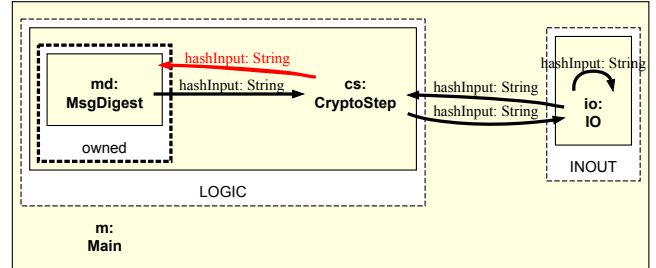 hashInput: String
hashInput: String
md:
MsgDigest
hashInput: String
cs:
CryptoStep
hashInput: String
hashInput: String
io:
IO
owned
LOGIC
INOUT
m:
Main